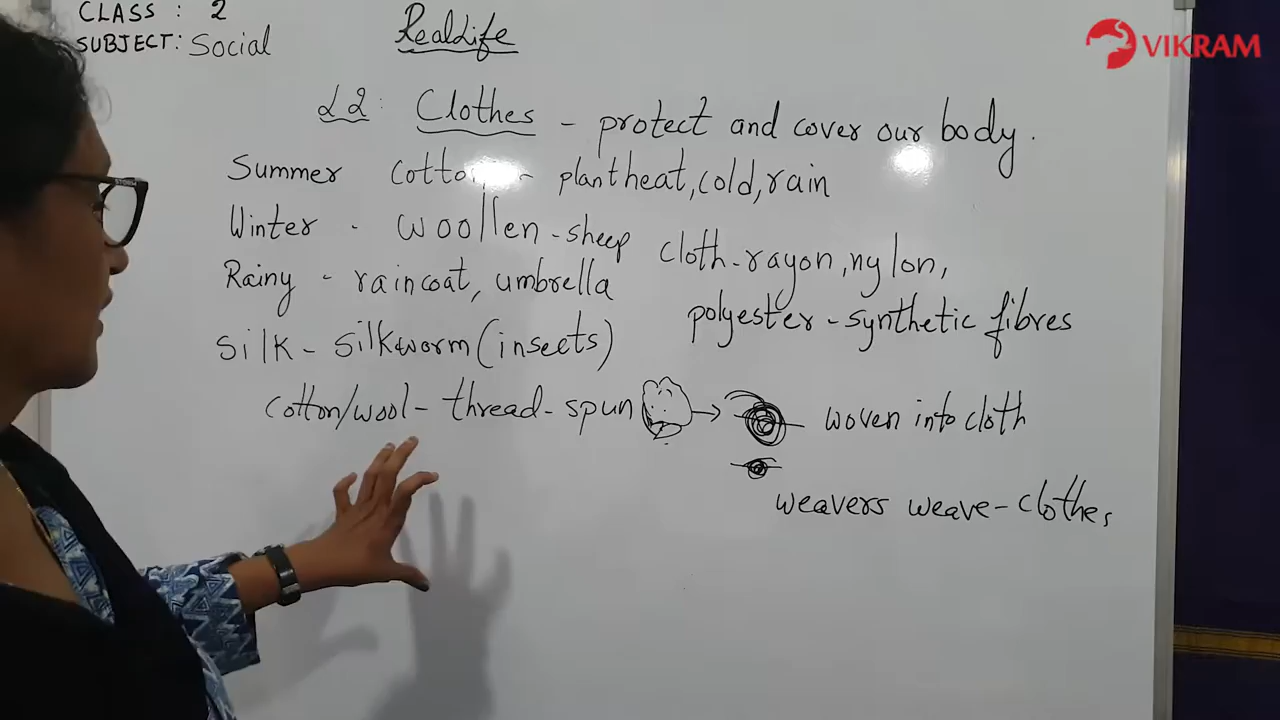 CLASS : 2
SUBJECT: Social
RealLife
VIKRAM
L2: Clothes - protect and cover our body.
Summer cotton - plant heat, cold, rain
Winter - woollen - sheep
cloth - rayon, nylon,
Rainy - raincoat, umbrella
polyester - synthetic fibres
Silk - silkworm (insects)
cotton/wool - thread - spun → woven into cloth
weavers weave - clothes